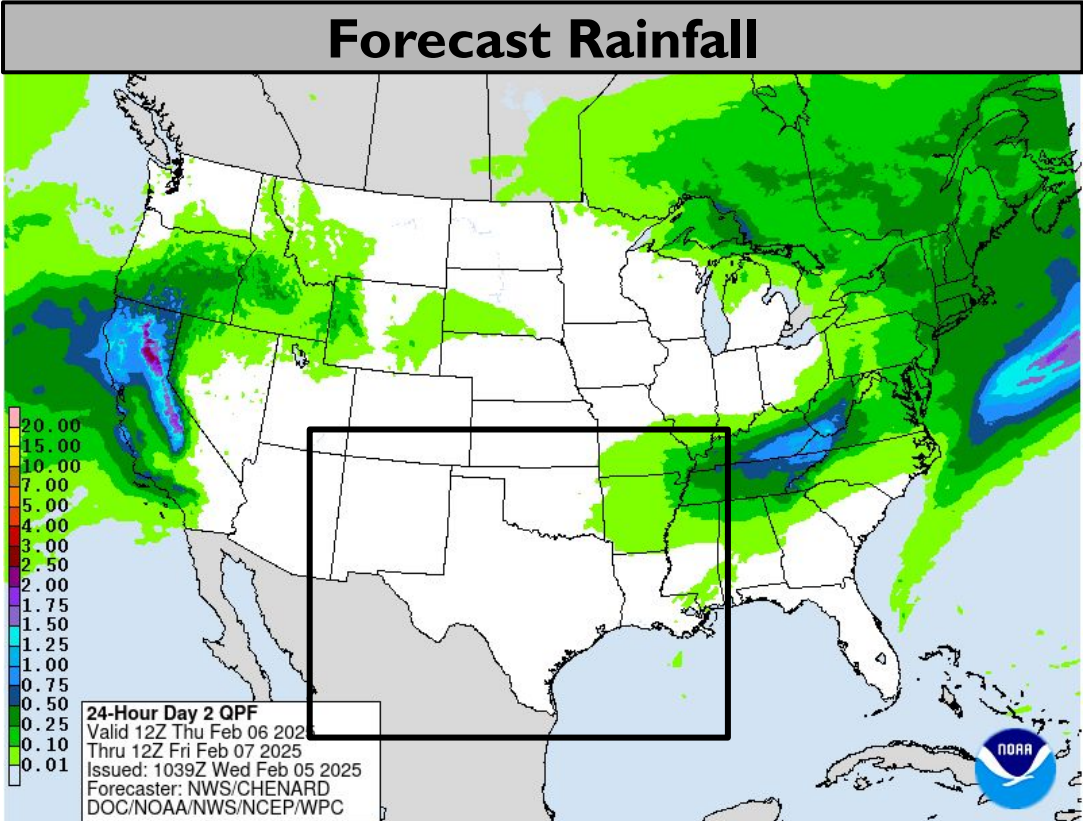 Forecast Rainfall
20.00
15.00
10.00
7.00
5.00
4.00
3.00
2.50
2.00
1.75
1.50
1.25
1.00
0.75
0.50
0.25
0.10
0.01
24-Hour Day 2 QPF
Valid 12Z Thu Feb 06 2025
Thru 12Z Fri Feb 07 2025
Issued: 1039Z Wed Feb 05 2025
Forecaster: NWS/CHENARD
DOC/NOAA/NWS/NCEP/WPC
NOAA